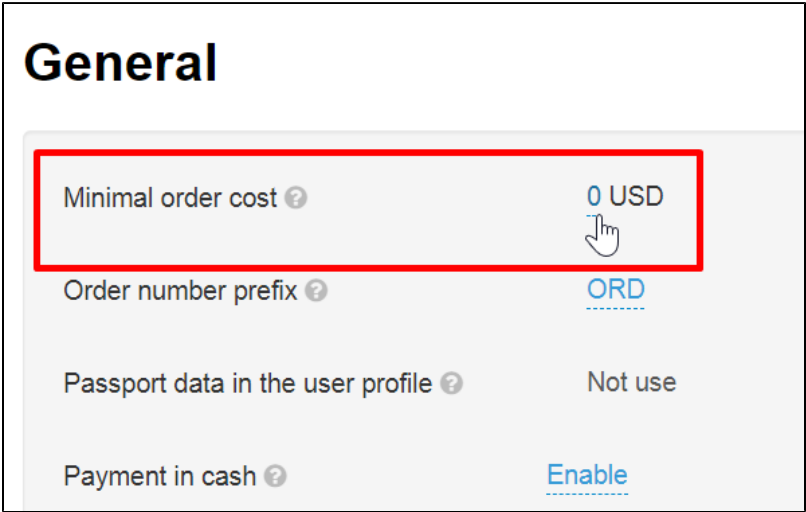 General
Minimal order cost ? 0 USD
Order number prefix ? ORD
Passport data in the user profile ? Not use
Payment in cash ? Enable